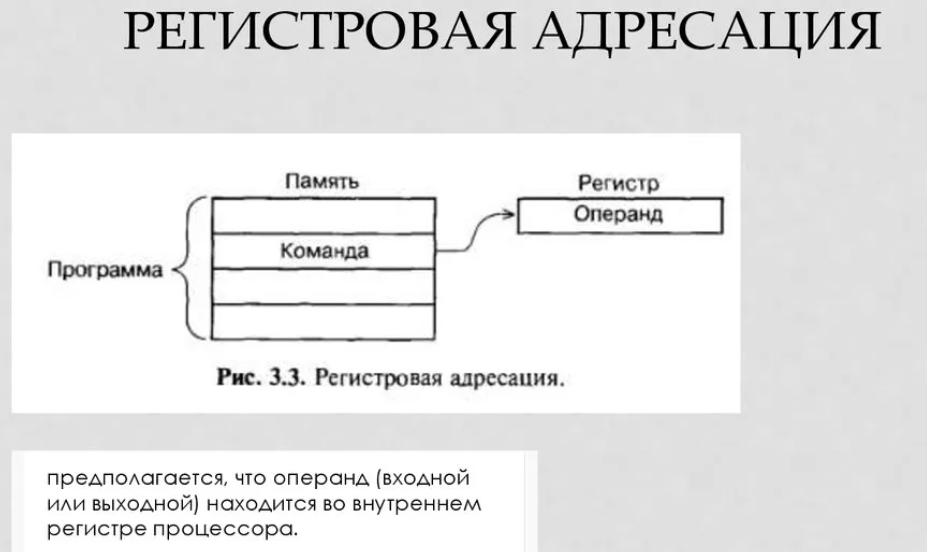 РЕГИСТРОВАЯ АДРЕСАЦИЯ
Память
Регистр
Операнд
Команда
Программа
Рис. 3.3. Регистровая адресация.
предполагается, что операнд (входной
или выходной) находится во внутреннем
регистре процессора.